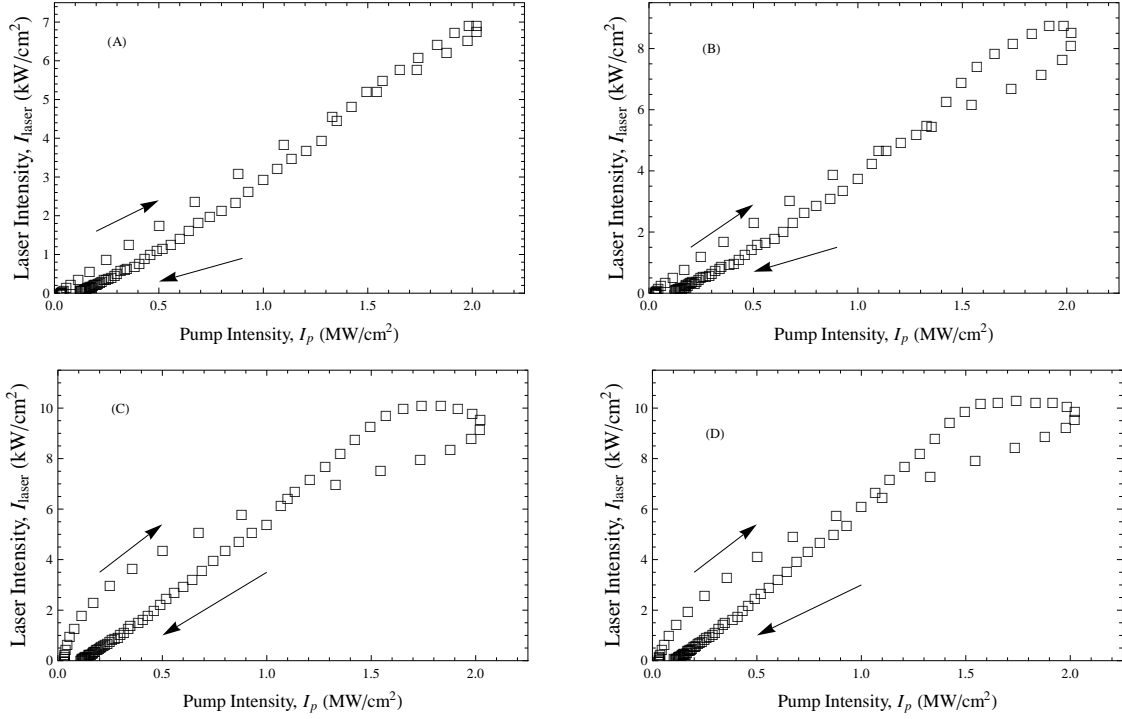 (A)
7
6
5
4
3
2
1
0
0.0 0.5 1.0 1.5 2.0
Laser Intensity, I_laser (kW/cm²)
Pump Intensity, I_p (MW/cm²)
(B)
8
6
4
2
0
0.0 0.5 1.0 1.5 2.0
Laser Intensity, I_laser (kW/cm²)
Pump Intensity, I_p (MW/cm²)
(C)
10
8
6
4
2
0
0.0 0.5 1.0 1.5 2.0
Laser Intensity, I_laser (kW/cm²)
Pump Intensity, I_p (MW/cm²)
(D)
10
8
6
4
2
0
0.0 0.5 1.0 1.5 2.0
Laser Intensity, I_laser (kW/cm²)
Pump Intensity, I_p (MW/cm²)